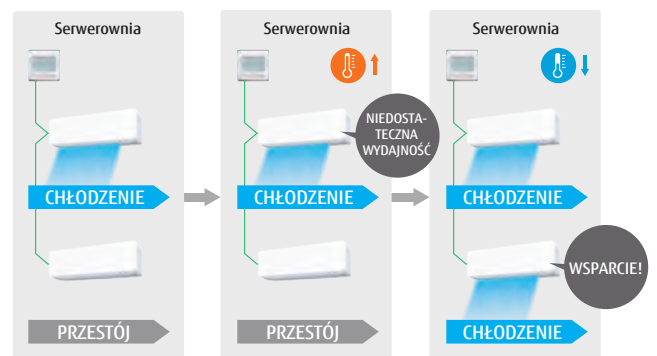 Serwerownia
CHŁODZENIE
PRZESTÓJ
Serwerownia
NIEDOSTA-
TECZNA
WYDAJNOŚĆ
CHŁODZENIE
PRZESTÓJ
Serwerownia
CHŁODZENIE
WSPARCIE!
CHŁODZENIE